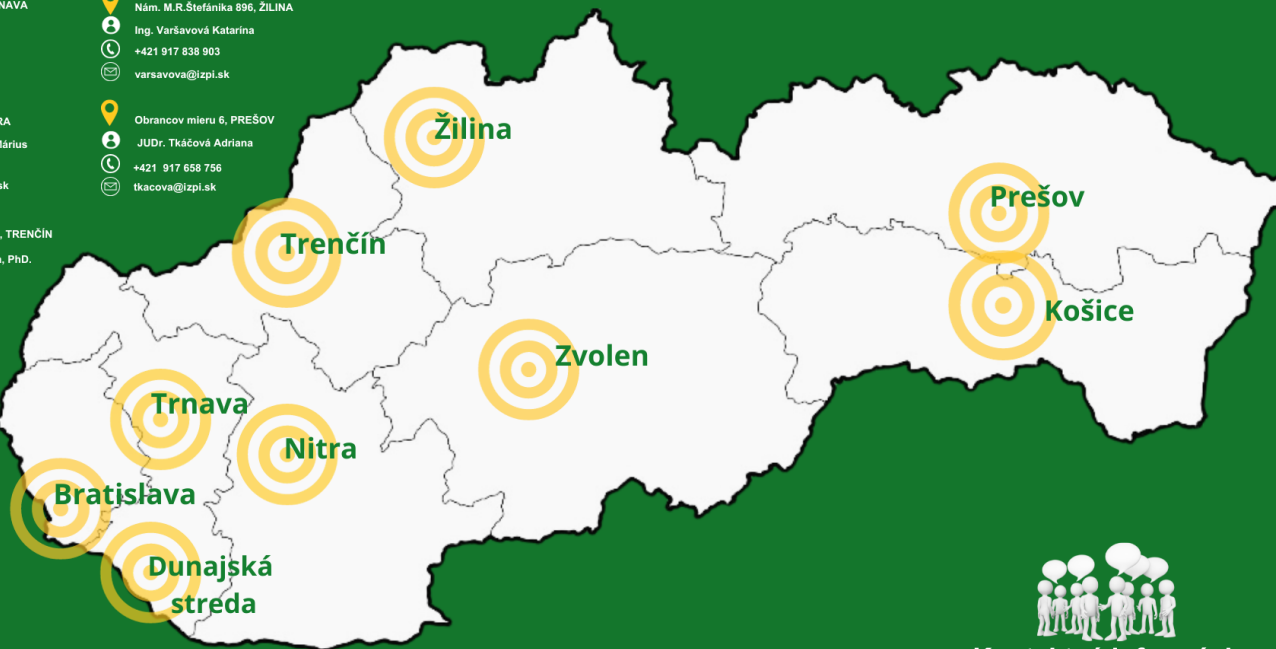 Nám. M.R.Štefánika 896, ŽILINA
Ing. Varšavová Katarína
+421 917 838 903
varsavova@izpi.sk
Obrancov mieru 6, PREŠOV
JUDr. Tkáčová Adriana
+421 917 658 756
tkacova@izpi.sk
, TRENČÍN
, PhD.
Žilina
Prešov
Trenčín
Košice
Zvolen
Trnava
Nitra
Bratislava
Dunajská
streda